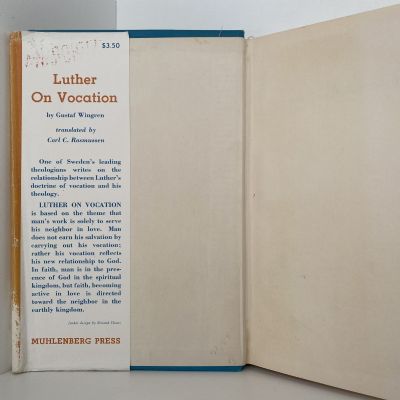 $3.50
Luther
On Vocation
by Gustaf Wingren
translated by
Carl C. Rasmussen
One of Sweden's leading
theologians writes on the
relationship between Luther's
doctrine of vocation and his
theology.
LUTHER ON VOCATION
is based on the theme that
man's work is solely to serve
his neighbor in love. Man
does not earn his salvation by
carrying out his vocation;
rather his vocation reflects
his new relationship to God.
In faith, man is in the pres-
ence of God in the spiritual
kingdom, but faith, becoming
active in love is directed
toward the neighbor in the
earthly kingdom.
Jacket design by
MUHLENBERG PRESS